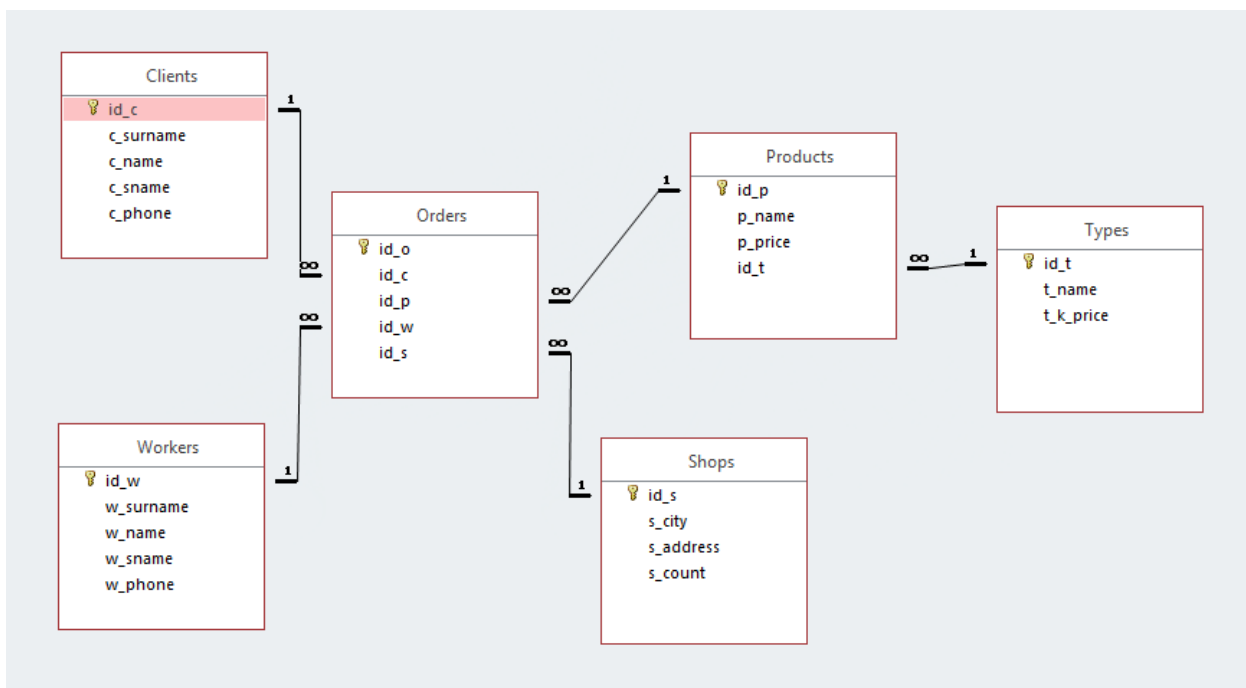 Clients
id_c
c_surname
c_name
c_sname
c_phone
1
∞
Orders
id_o
id_c
id_p
id_w
id_s
∞
∞
∞
1
Products
id_p
p_name
p_price
id_t
∞
1
Types
id_t
t_name
t_k_price
Workers
id_w
w_surname
w_name
w_sname
w_phone
1
1
Shops
id_s
s_city
s_address
s_count